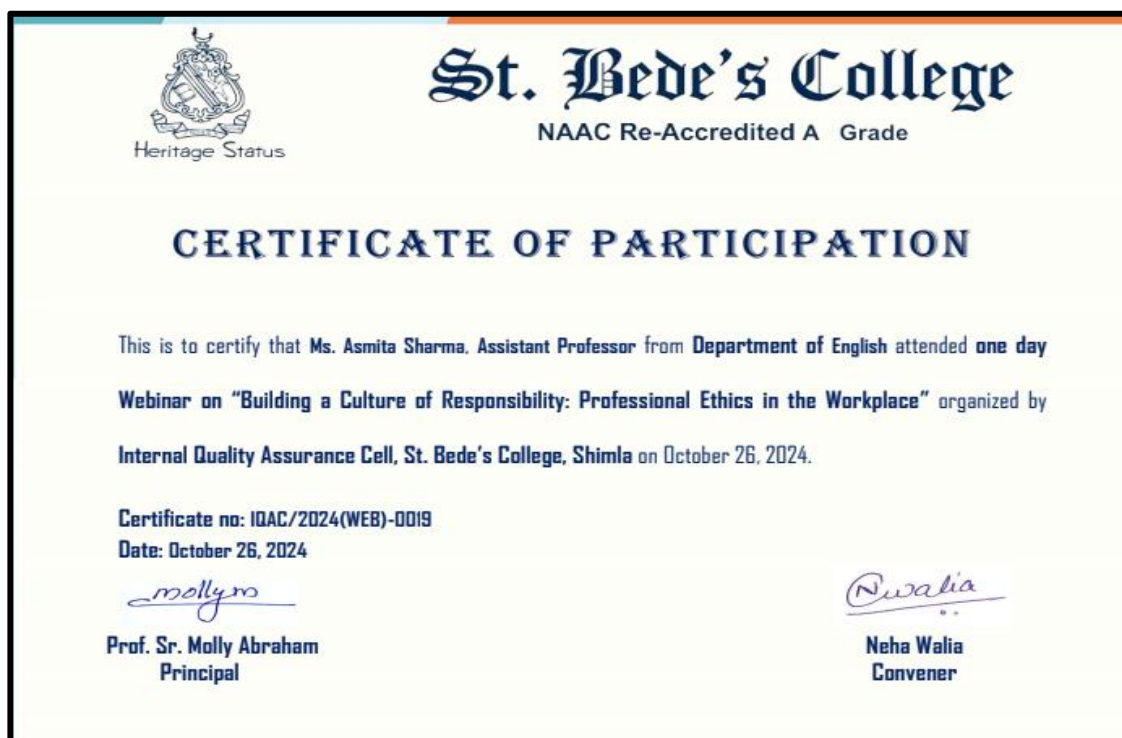 St. Bede's College
NAAC Re-Accredited A Grade
Heritage Status
CERTIFICATE OF PARTICIPATION
This is to certify that Ms. Asmita Sharma, Assistant Professor from Department of English attended one day
Webinar on “Building a Culture of Responsibility: Professional Ethics in the Workplace” organized by
Internal Quality Assurance Cell, St. Bede's College, Shimla on October 26, 2024.
Certificate no: IQAC/2024(WEB)-0019
Date: October 26, 2024
mollym
Nwalia
Prof. Sr. Molly Abraham
Neha Walia
Principal
Convener